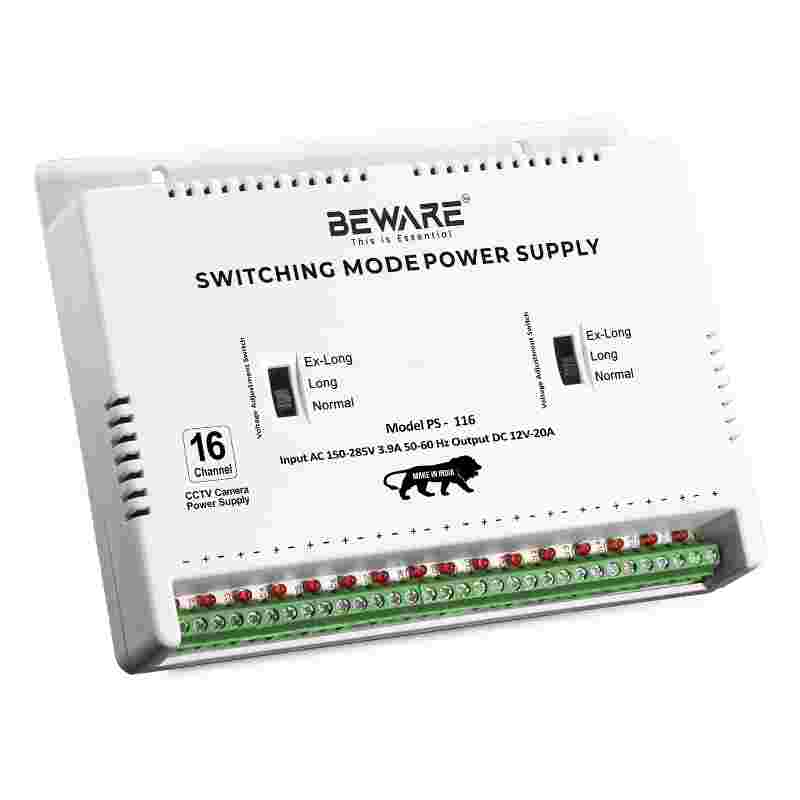 BEWARE
This is Essential
SWITCHING MODE POWER SUPPLY
Voltage Adjustment Switch
Ex-Long
Long
Normal
Voltage Adjustment Switch
Ex-Long
Long
Normal
Model PS - 116
Input AC 150-285V 3.9A 50-60 Hz Output DC 12V-20A
16
Channel
CCTV Camera
Power Supply
MAKE IN INDIA
- + - + - + - + - + - + - + - + - + - + - + - + - + - + - + - +